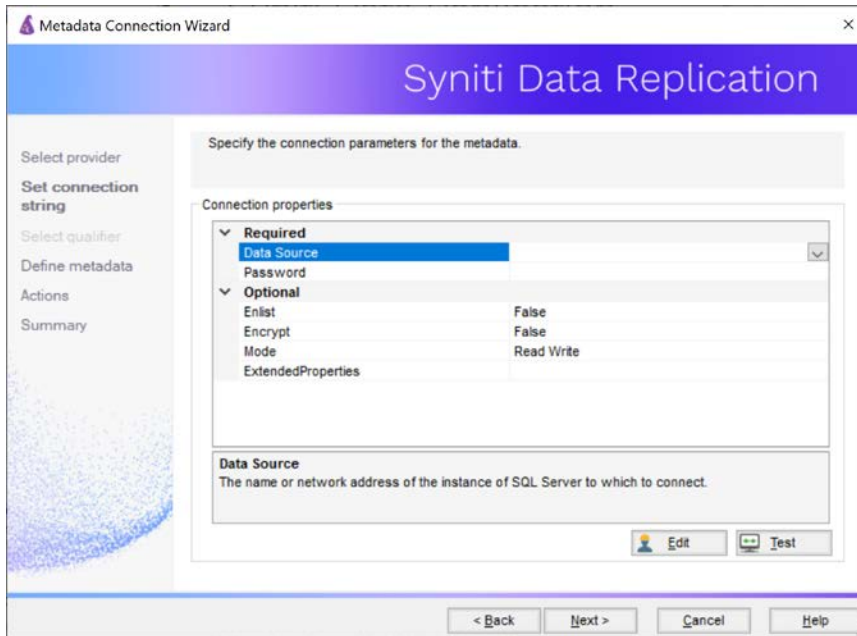 Metadata Connection Wizard
Syniti Data Replication
Select provider
Set connection
string
Select qualifier
Define metadata
Actions
Summary
Specify the connection parameters for the metadata.
Connection properties
Required
Data Source
Password
Optional
Enlist False
Encrypt False
Mode Read Write
ExtendedProperties
Data Source
The name or network address of the instance of SQL Server to which to connect.
Edit Test
< Back Next > Cancel Help